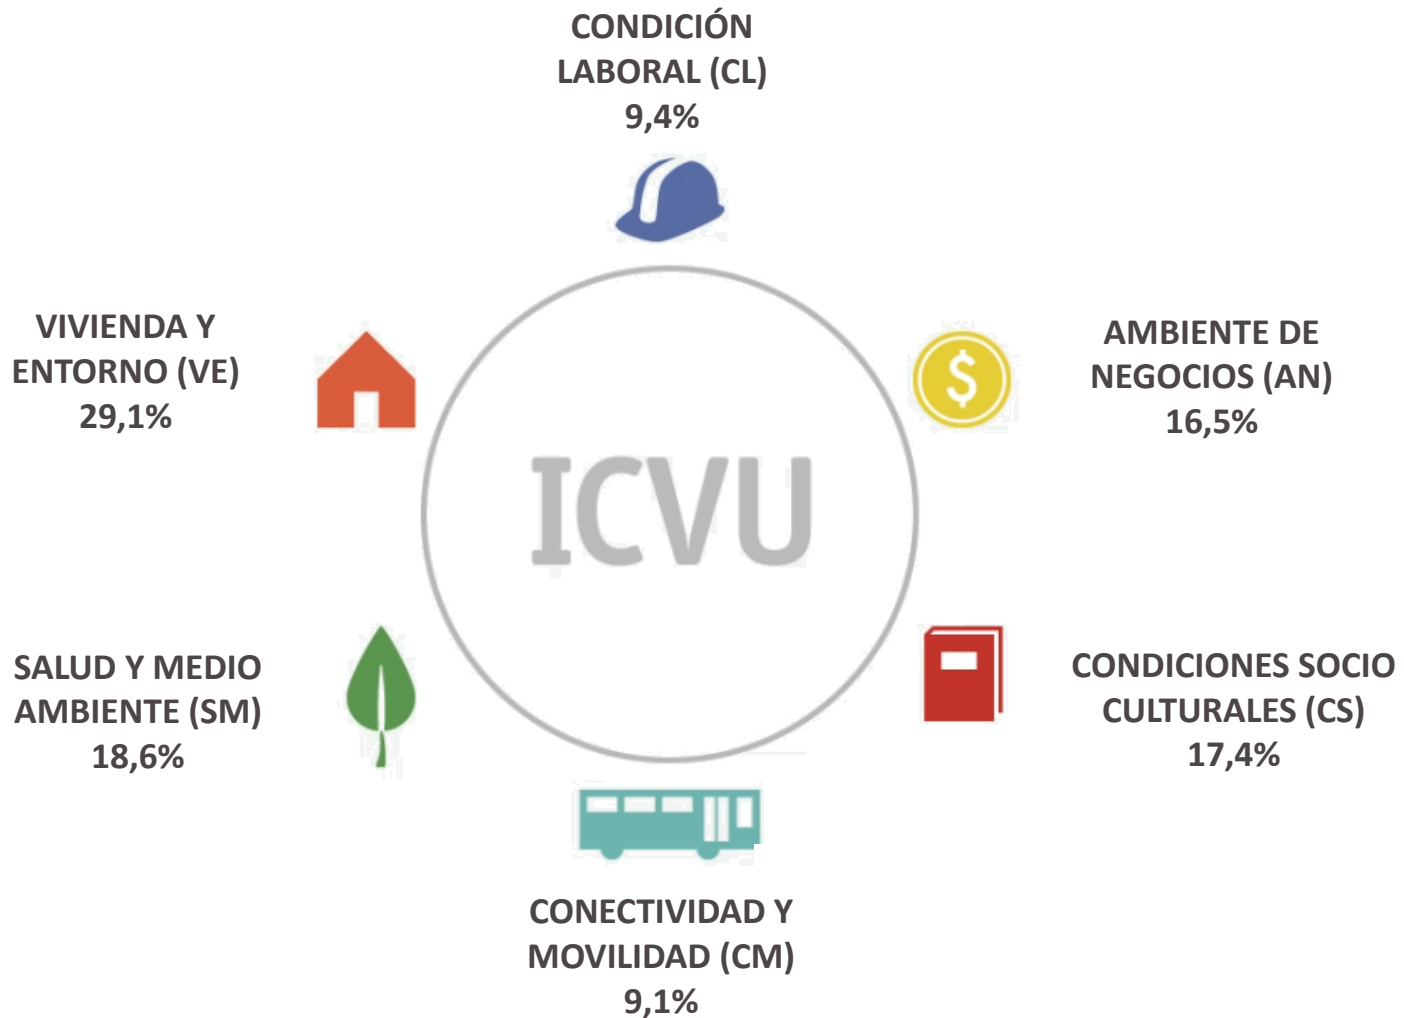 CONDICIÓN
LABORAL (CL)
9,4%
VIVIENDA Y
ENTORNO (VE)
29,1%
$
AMBIENTE DE
NEGOCIOS (AN)
16,5%
ICVU
SALUD Y MEDIO
AMBIENTE (SM)
18,6%
CONDICIONES SOCIO
CULTURALES (CS)
17,4%
CONECTIVIDAD Y
MOVILIDAD (CM)
9,1%